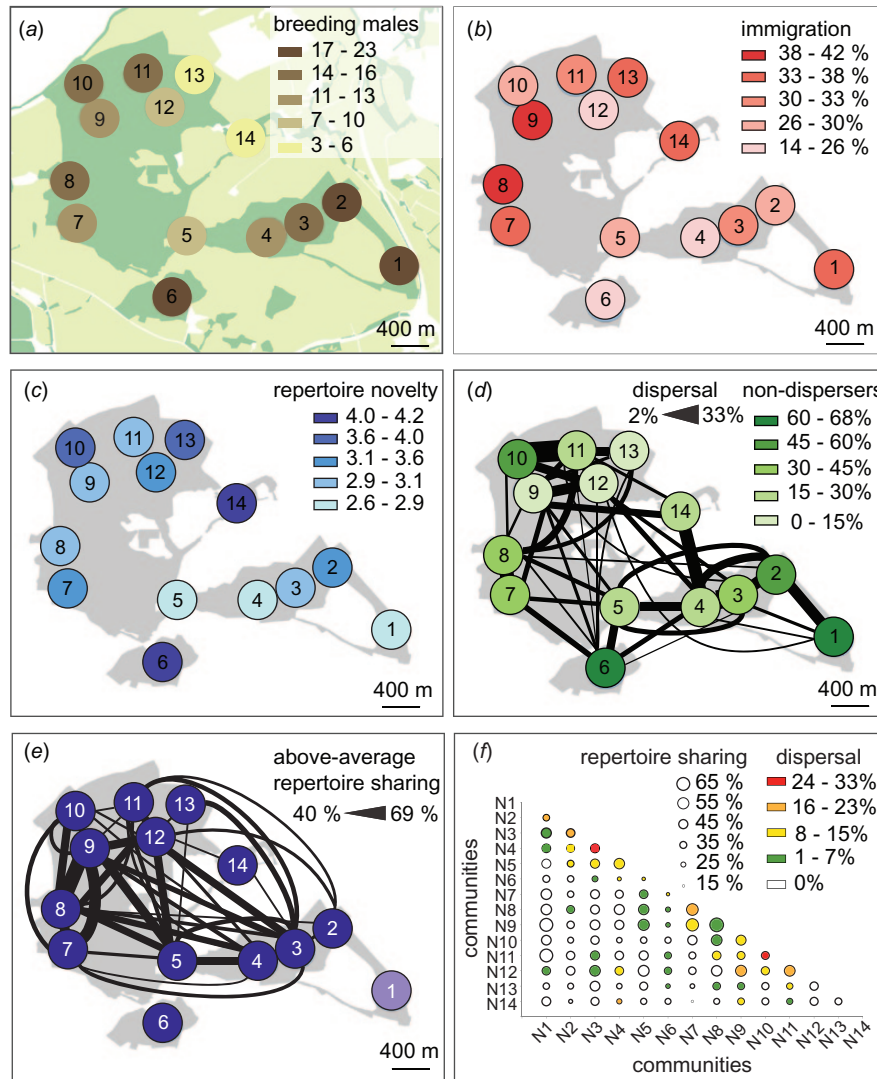 (a)
breeding males
17 - 23
14 - 16
11 - 13
7 - 10
3 - 6
10
11
13
9
12
14
8
7
2
3
5
4
1
6
400 m
(b)
immigration
38 - 42 %
33 - 38 %
30 - 33 %
26 - 30%
14 - 26 %
10
11
13
9
12
14
8
7
2
3
5
4
1
6
400 m
(c)
repertoire novelty
4.0 - 4.2
3.6 - 4.0
3.1 - 3.6
2.9 - 3.1
2.6 - 2.9
10
11
13
12
9
14
8
7
2
3
5
4
1
6
400 m
(d)
dispersal
2% 33%
non-dispersers
60 - 68%
45 - 60%
30 - 45%
15 - 30%
0 - 15%
10
11
13
9
12
14
8
7
2
3
5
4
1
6
400 m
(e)
above-average
repertoire sharing
40 % 69 %
10
11
13
12
9
14
8
7
2
3
5
4
1
6
400 m
(f)
repertoire sharing
65 %
55 %
45 %
35 %
25 %
15 %
dispersal
24 - 33%
16 - 23%
8 - 15%
1 - 7%
0%
communities
N1
N2
N3
N4
N5
N6
N7
N8
N9
N10
N11
N12
N13
N14
N1 N2 N3 N4 N5 N6 N7 N8 N9 N10 N11 N12 N13 N14
communities